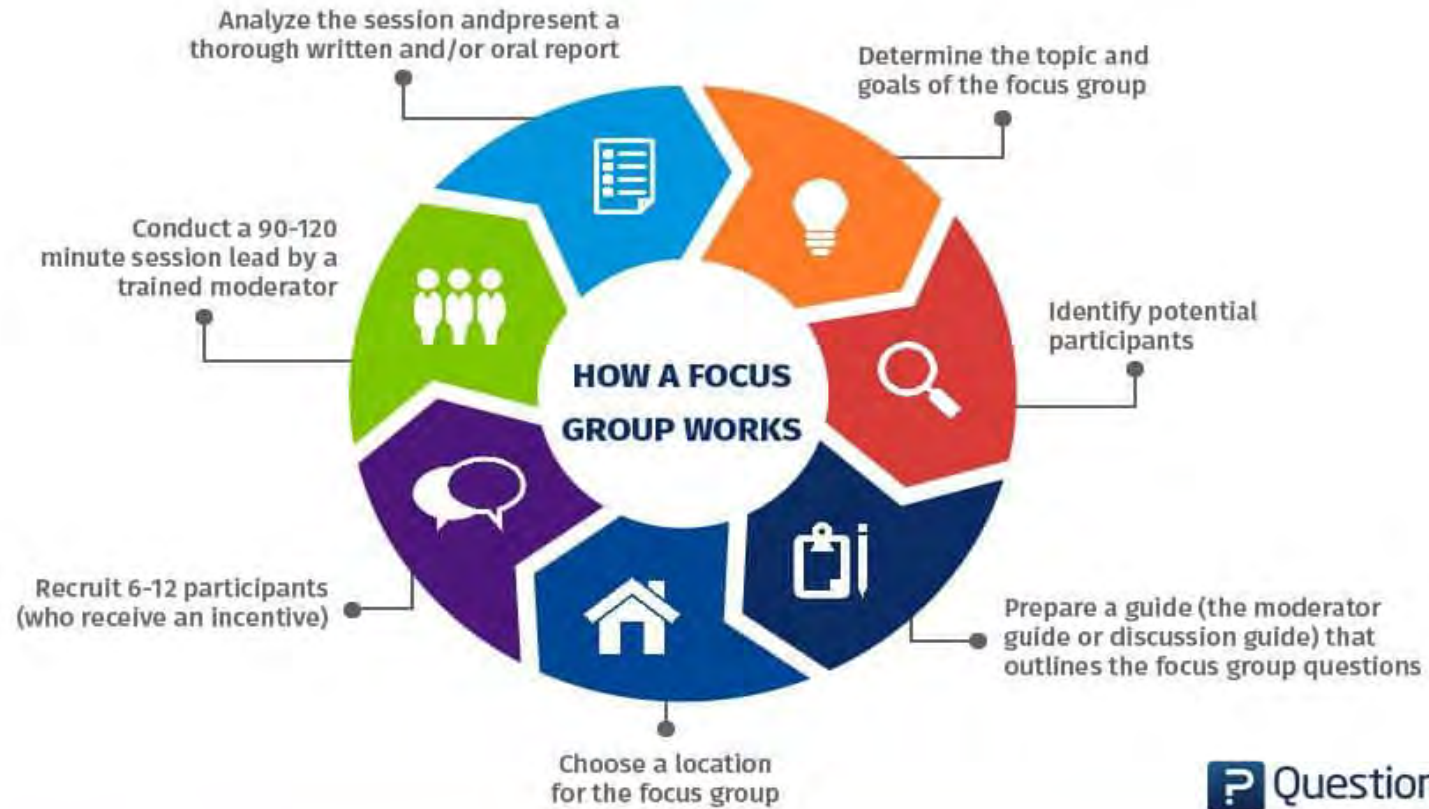 Analyze the session andpresent a
thorough written and/or oral report
Determine the topic and
goals of the focus group
Conduct a 90-120
minute session lead by a
trained moderator
Identify potential
participants
HOW A FOCUS
GROUP WORKS
Recruit 6-12 participants
(who receive an incentive)
Prepare a guide (the moderator
guide or discussion guide) that
outlines the focus group questions
Choose a location
for the focus group
Question